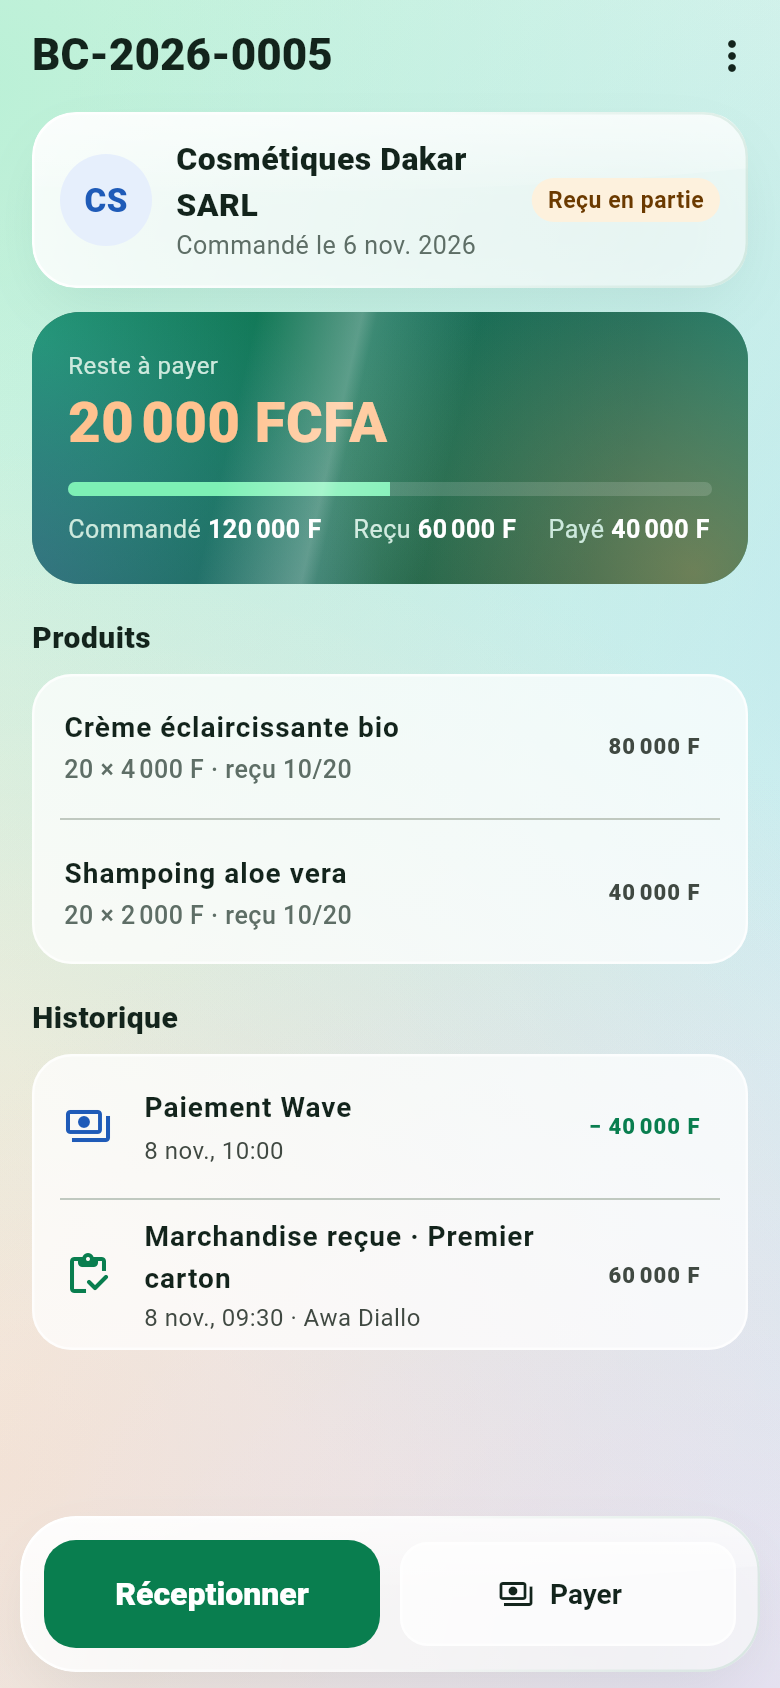 BC-2026-0005
CS
Cosmétiques Dakar
SARL
Commandé le 6 nov. 2026
Reçu en partie
Reste à payer
20 000 FCFA
Commandé 120 000 F Reçu 60 000 F Payé 40 000 F
Produits
Crème éclaircissante bio
20 × 4 000 F · reçu 10/20
80 000 F
Shampoing aloe vera
20 × 2 000 F · reçu 10/20
40 000 F
Historique
Paiement Wave
8 nov., 10:00
− 40 000 F
Marchandise reçue · Premier
carton
8 nov., 09:30 · Awa Diallo
60 000 F
Réceptionner
Payer